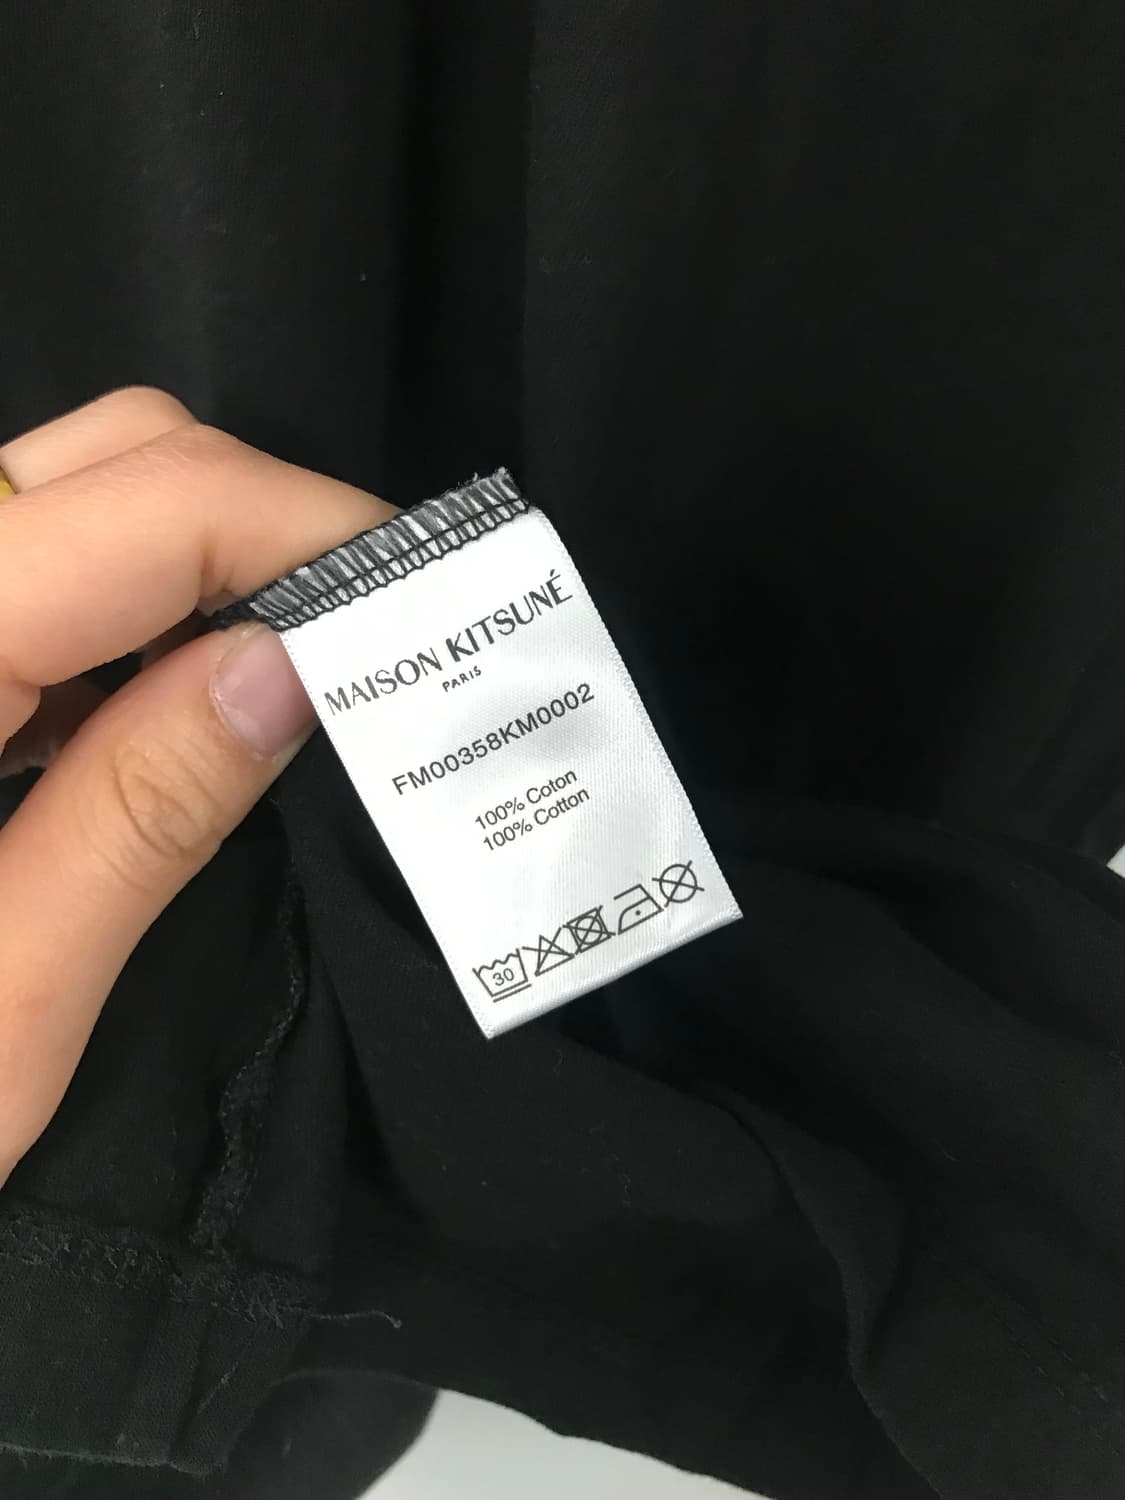 MAISON KITSUNÉ
PARIS
FM00358KM0002
100% Coton
100% Cotton
30